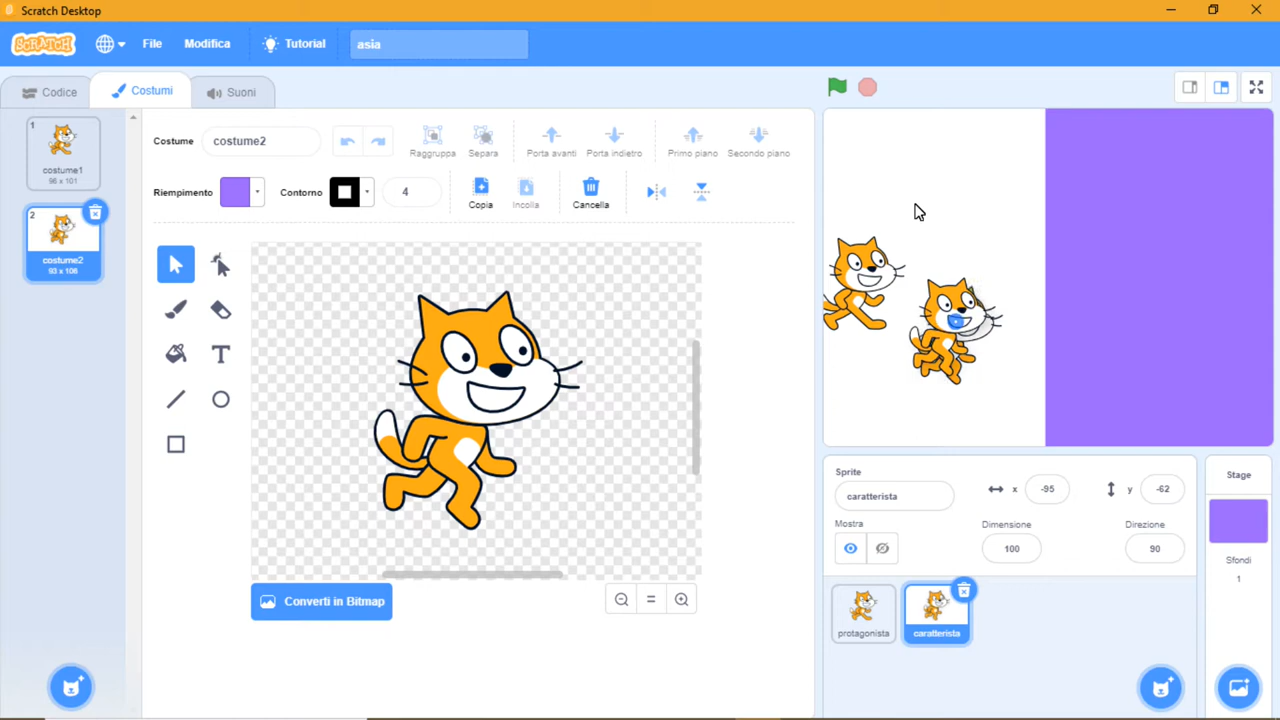 Scratch Desktop
SCRATCH
File
Modifica
Tutorial
asia
Codice
Costumi
Suoni
1
costume1
96 x 101
2
costume2
93 x 106
Costume
costume2
Raggruppa
Separa
Porta avanti
Porta indietro
Primo piano
Secondo piano
Riempimento
Contorno
4
Copia
Incolla
Cancella
T
Converti in Bitmap
Sprite
caratterista
x
-95
y
-62
Mostra
Dimensione
Direzione
100
90
protagonista
caratterista
Stage
Sfondi
1